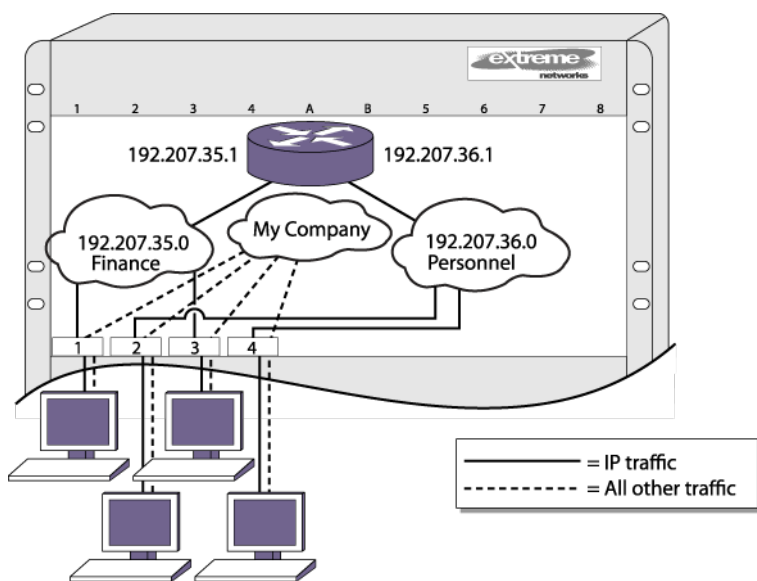 extreme
networks
1 2 3 4 A B 5 6 7 8
192.207.35.1
192.207.36.1
My Company
192.207.35.0
Finance
192.207.36.0
Personnel
1 2 3 4
= IP traffic
= All other traffic